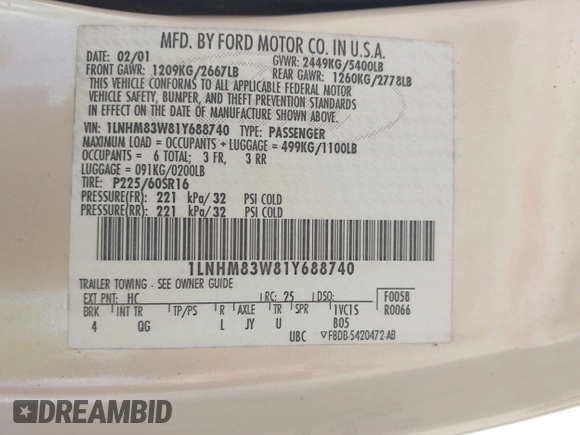 MFD. BY FORD MOTOR CO. IN U.S.A.
DATE: 02/01 GVWR: 2449KG/5400LB
FRONT GAWR: 1209KG/2667LB REAR GAWR: 1260KG/2778LB
THIS VEHICLE CONFORMS TO ALL APPLICABLE FEDERAL MOTOR
VEHICLE SAFETY, BUMPER, AND THEFT PREVENTION STANDARDS
IN EFFECT ON THE DATE OF MANUFACTURE SHOWN ABOVE.
VIN: 1LNHM83W81Y688740 TYPE: PASSENGER
MAXIMUM LOAD = OCCUPANTS + LUGGAGE = 499KG/1100LB
OCCUPANTS = 6 TOTAL; 3 FR, 3 RR
LUGGAGE = 091KG/0200LB
TIRE: P225/60SR16
PRESSURE(FR): 221 kPa/32 PSI COLD
PRESSURE(RR): 221 kPa/32 PSI COLD
1LNHM83W81Y688740
TRAILER TOWING - SEE OWNER GUIDE
EXT PNT: HC RC: 25 DSO: F0058
BRK INT TR TP/PS R AXLE TR SPR 1VC1S R0066
4 QG L JY U B05
UBC ▽F8DB-5420472-AB
DREAMBID